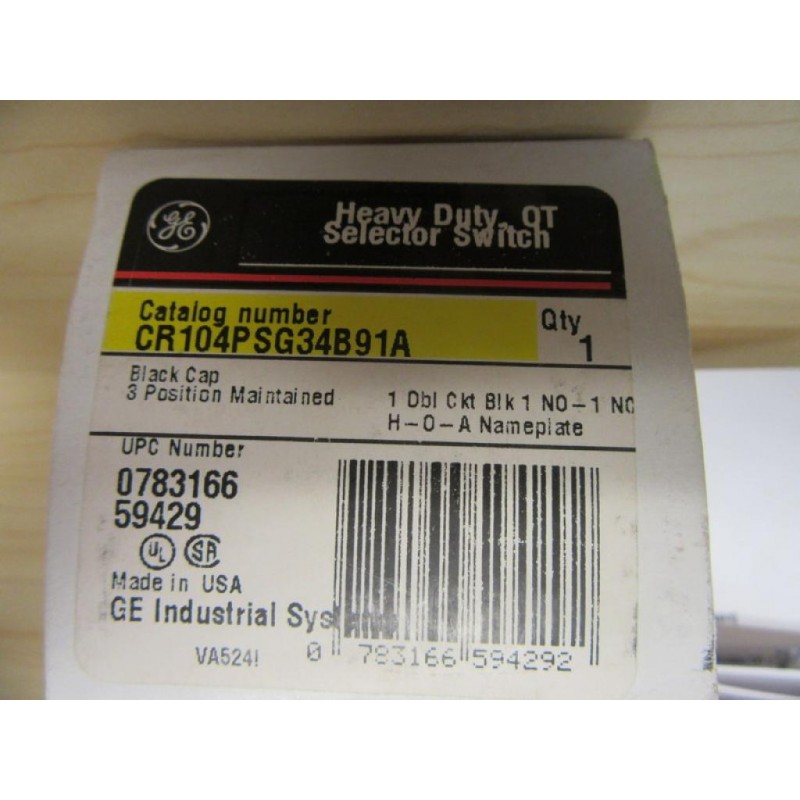 GE
Heavy Duty, OT
Selector Switch
Catalog number
CR104PSG34B91A
Qty
1
Black Cap
3 Position Maintained
1 Dbl Ckt Blk 1 NO-1 NC
H-O-A Nameplate
UPC Number
0783166
59429
UL SA
Made in USA
GE Industrial Systems
VA524I
0 783166 594292